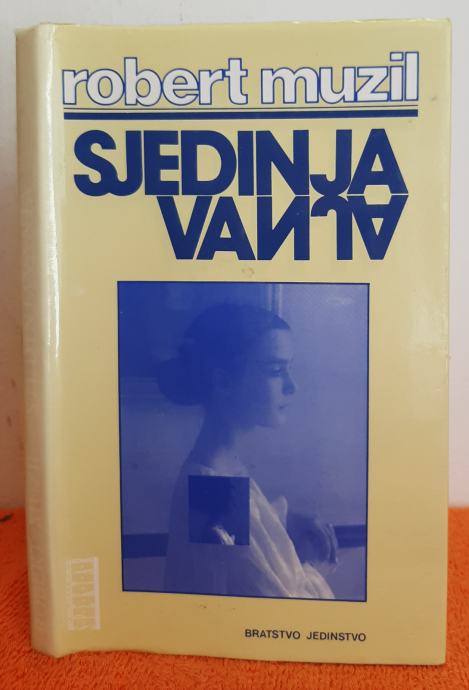 robert muzil
SJEDINJA
VANJA
BRATSTVO JEDINSTVO